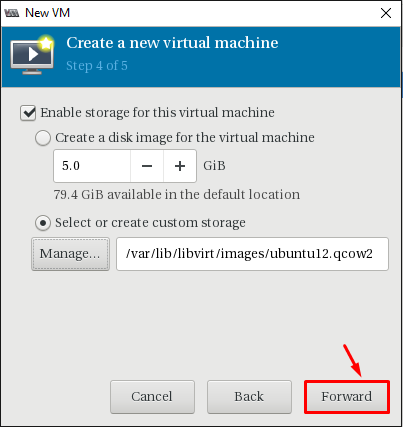 New VM
Create a new virtual machine
Step 4 of 5
Enable storage for this virtual machine
Create a disk image for the virtual machine
5.0 − + GiB
79.4 GiB available in the default location
Select or create custom storage
Manage... /var/lib/libvirt/images/ubuntu12.qcow2
Cancel Back Forward